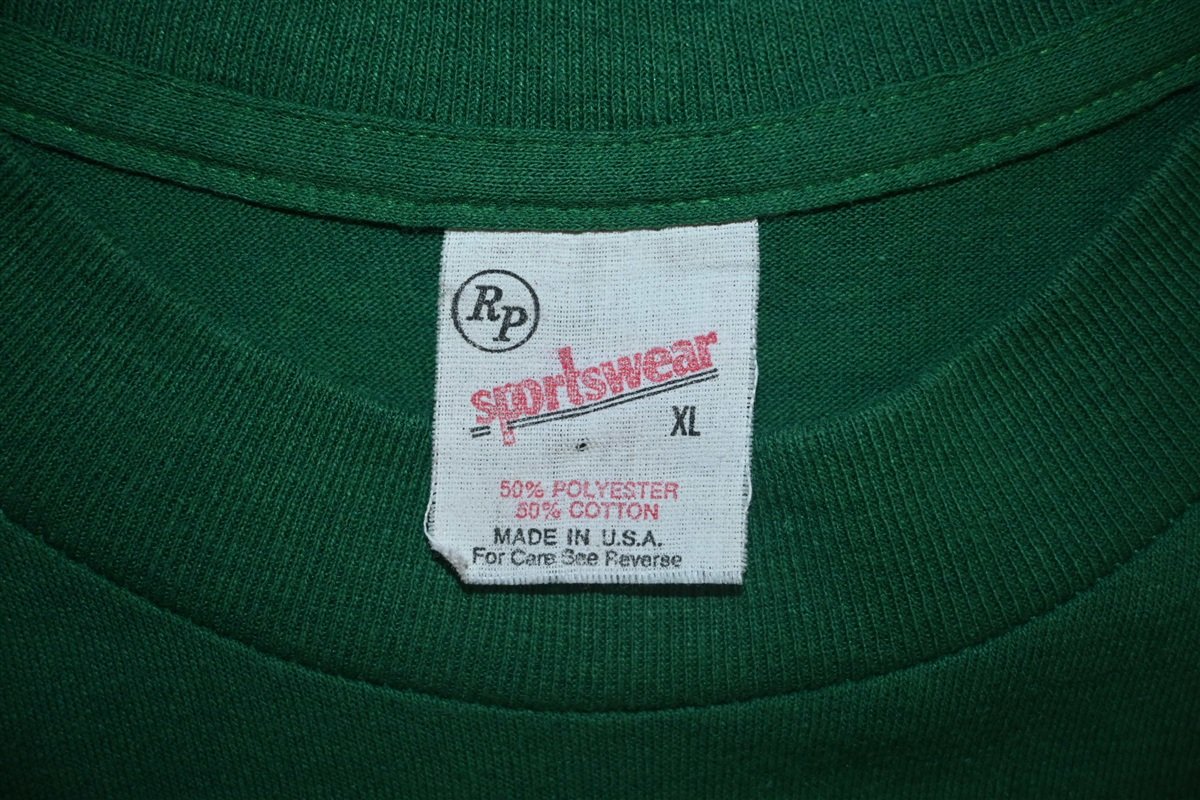 RP
sportswear
XL
50% POLYESTER
50% COTTON
MADE IN U.S.A.
For Care See Reverse